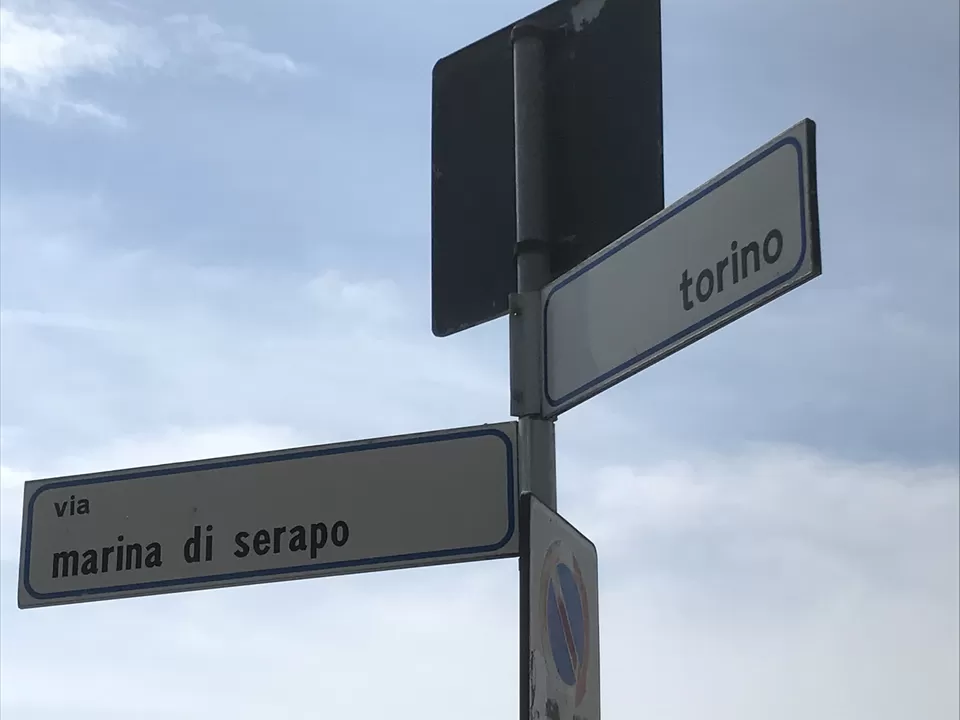 torino
via
marina di serapo